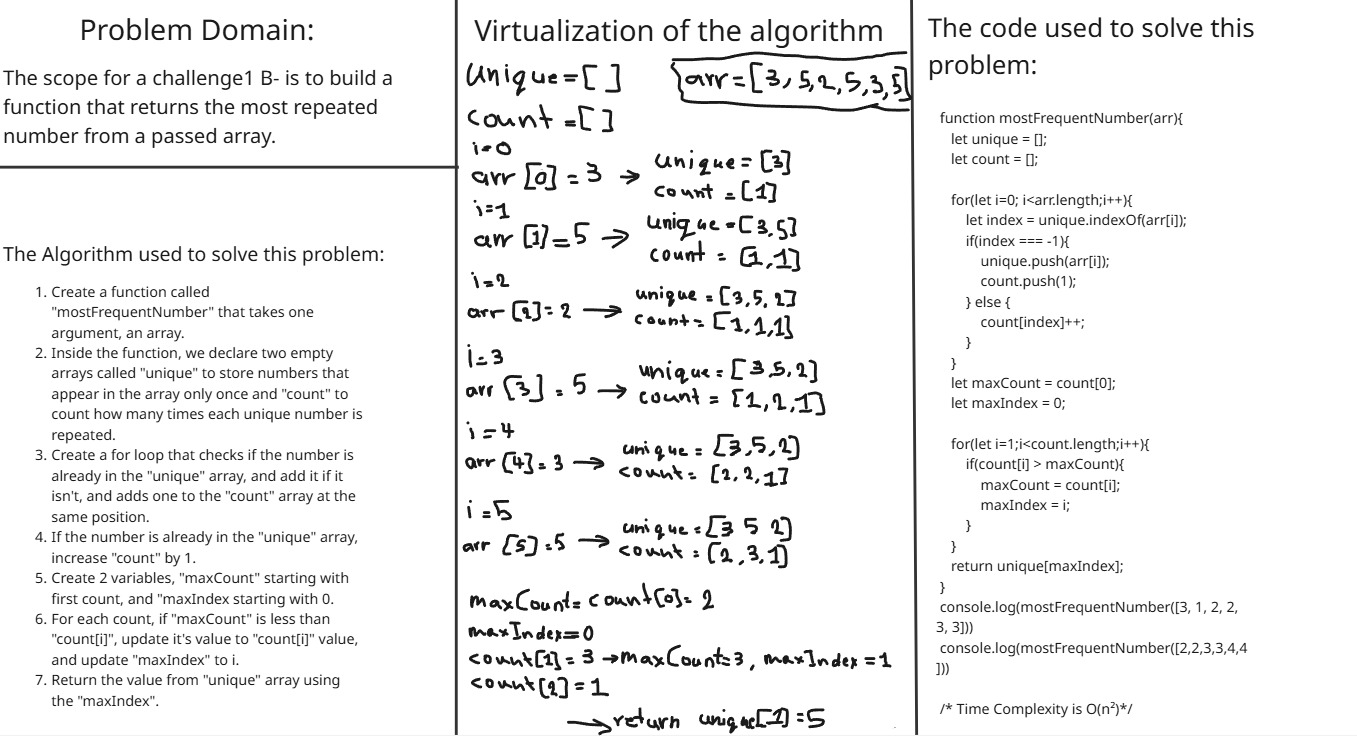 Problem Domain:
The scope for a challenge1 B- is to build a
function that returns the most repeated
number from a passed array.
The Algorithm used to solve this problem:
1. Create a function called
"mostFrequentNumber" that takes one
argument, an array.
2. Inside the function, we declare two empty
arrays called "unique" to store numbers that
appear in the array only once and "count" to
count how many times each unique number is
repeated.
3. Create a for loop that checks if the number is
already in the "unique" array, and add it if it
isn't, and adds one to the "count" array at the
same position.
4. If the number is already in the "unique" array,
increase "count" by 1.
5. Create 2 variables, "maxCount" starting with
first count, and "maxIndex starting with 0.
6. For each count, if "maxCount" is less than
"count[i]", update it's value to "count[i]" value,
and update "maxIndex" to i.
7. Return the value from "unique" array using
the "maxIndex".
Virtualization of the algorithm
unique=[ ]
arr=[3,5,2,5,3,5]
count=[ ]
i=0
arr [0] = 3 → unique = [3]
count = [1]
i=1
arr [1] = 5 → unique = [3,5]
count = [1,1]
i=2
arr [2] = 2 → unique = [3,5,2]
count = [1,1,1]
i=3
arr [3] = 5 → unique = [3,5,2]
count = [1,2,1]
i=4
arr [4] = 3 → unique = [3,5,2]
count = [2,2,1]
i=5
arr [5] = 5 → unique = [3 5 2]
count = [2,3,1]
maxCount = count[0] = 2
maxIndex=0
count[1] = 3 → maxCount=3, maxIndex = 1
count[2] = 1
→ return unique[1] = 5
The code used to solve this
problem:
function mostFrequentNumber(arr){
let unique = [];
let count = [];
for(let i=0; i<arr.length;i++){
let index = unique.indexOf(arr[i]);
if(index === -1){
unique.push(arr[i]);
count.push(1);
} else {
count[index]++;
}
}
let maxCount = count[0];
let maxIndex = 0;
for(let i=1;i<count.length;i++){
if(count[i] > maxCount){
maxCount = count[i];
maxIndex = i;
}
}
return unique[maxIndex];
}
console.log(mostFrequentNumber([3, 1, 2, 2,
3, 3]))
console.log(mostFrequentNumber([2,2,3,3,4,4
]))
/* Time Complexity is O(n²)*/